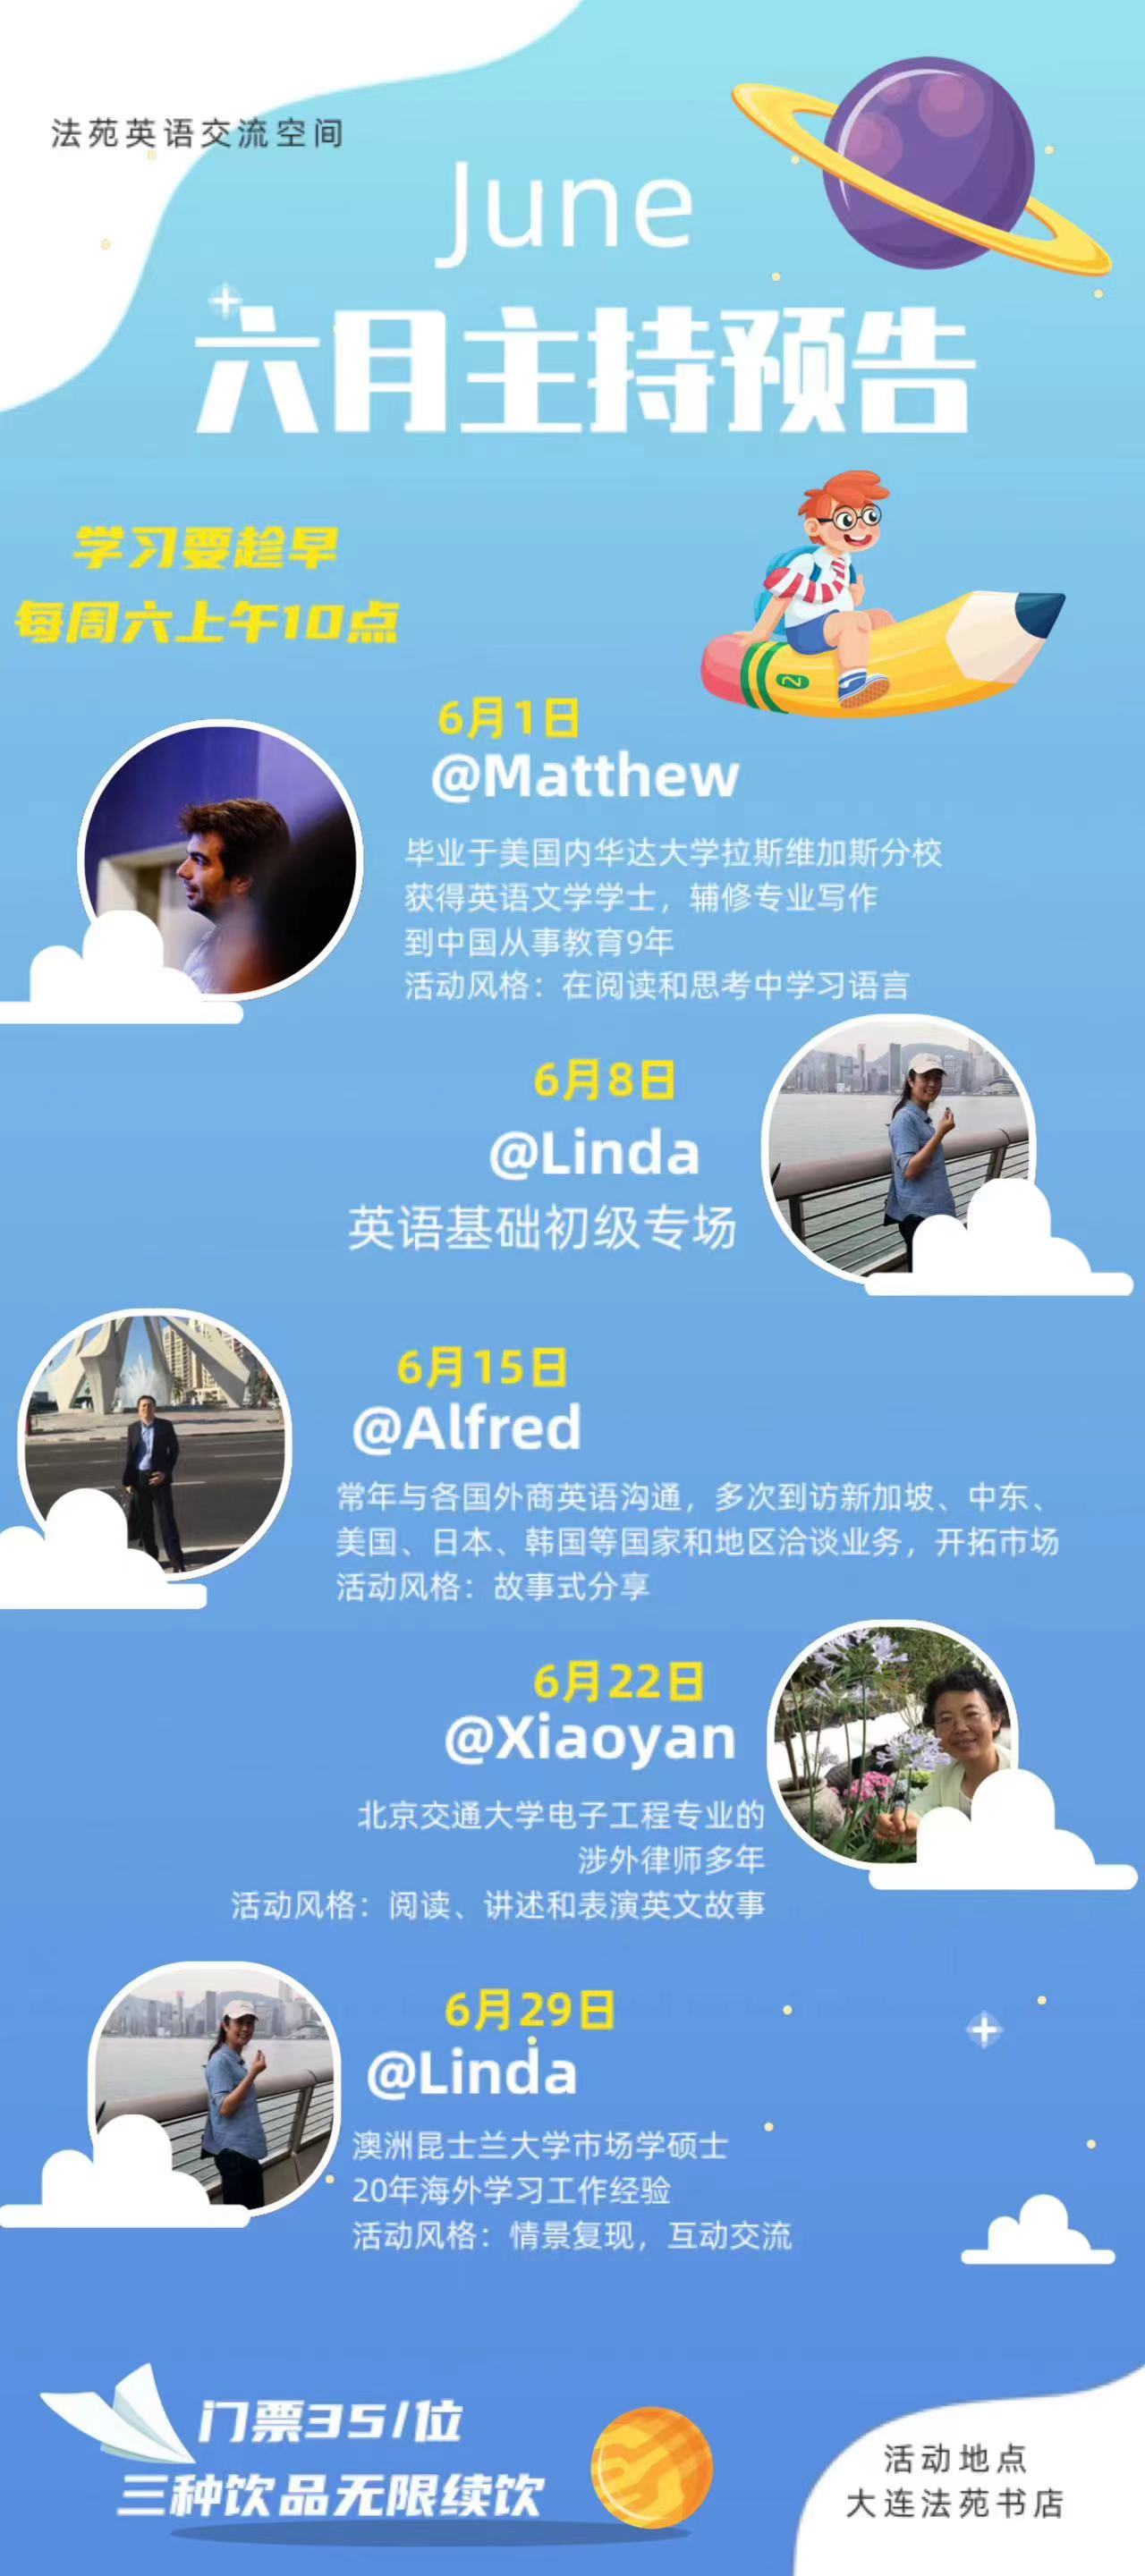 法苑英语交流空间
June
六月主持预告
学习要趁早
每周六上午10点
6月1日
@Matthew
毕业于美国内华达大学拉斯维加斯分校
获得英语文学学士，辅修专业写作
到中国从事教育9年
活动风格：在阅读和思考中学习语言
6月8日
@Linda
英语基础初级专场
6月15日
@Alfred
常年与各国外商英语沟通，多次到访新加坡、中东、
美国、日本、韩国等国家和地区洽谈业务，开拓市场
活动风格：故事式分享
6月22日
@Xiaoyan
北京交通大学电子工程专业的
涉外律师多年
活动风格：阅读、讲述和表演英文故事
6月29日
@Linda
澳洲昆士兰大学市场学硕士
20年海外学习工作经验
活动风格：情景复现，互动交流
门票35/位
三种饮品无限续饮
活动地点
大连法苑书店